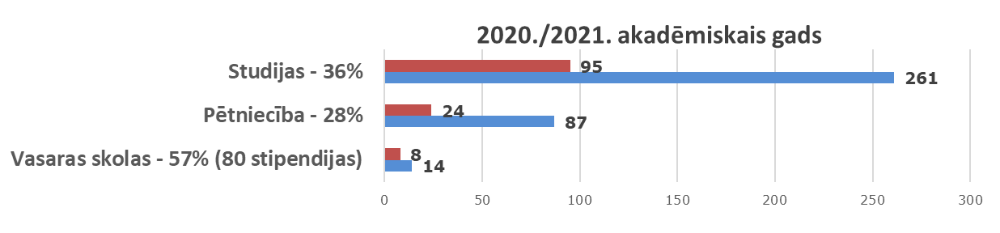 2020./2021. akadēmiskais gads
Studijas - 36%
95
261
Pētniecība - 28%
24
87
Vasaras skolas - 57% (80 stipendijas)
8
14
0 50 100 150 200 250 300